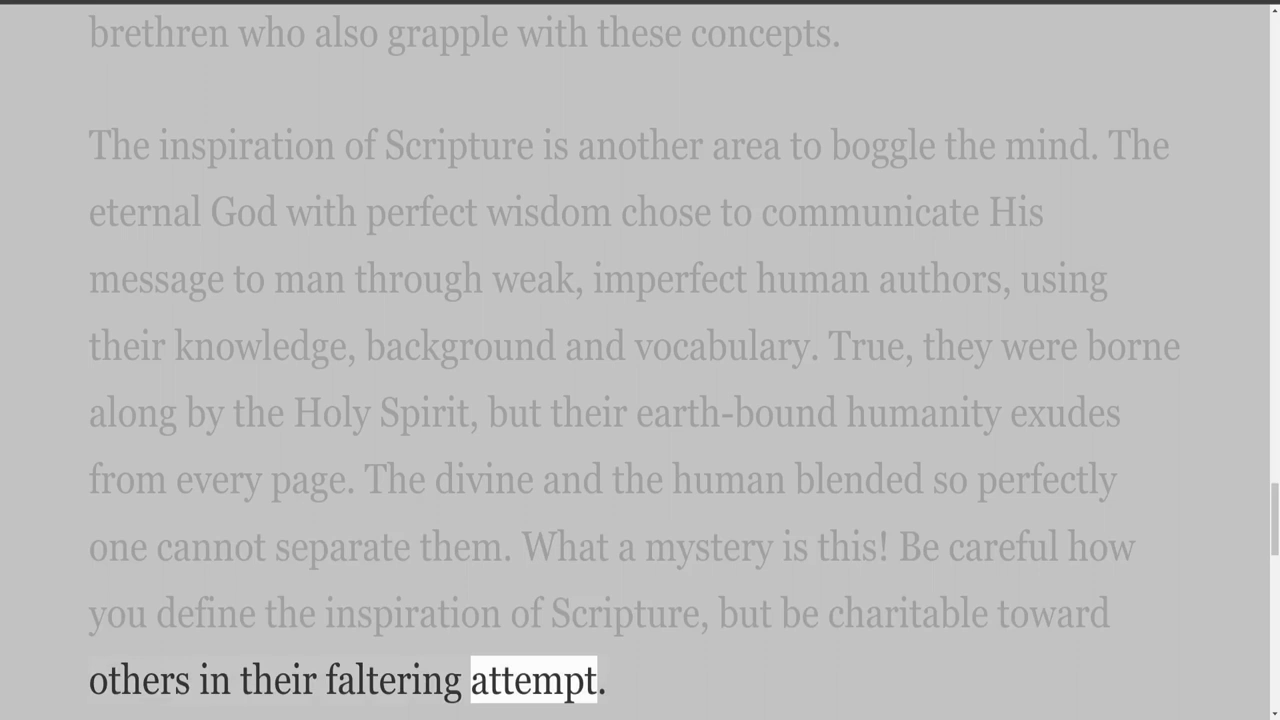 brethren who also grapple with these concepts.
The inspiration of Scripture is another area to boggle the mind. The
eternal God with perfect wisdom chose to communicate His
message to man through weak, imperfect human authors, using
their knowledge, background and vocabulary. True, they were borne
along by the Holy Spirit, but their earth-bound humanity exudes
from every page. The divine and the human blended so perfectly
one cannot separate them. What a mystery is this! Be careful how
you define the inspiration of Scripture, but be charitable toward
others in their faltering attempt.